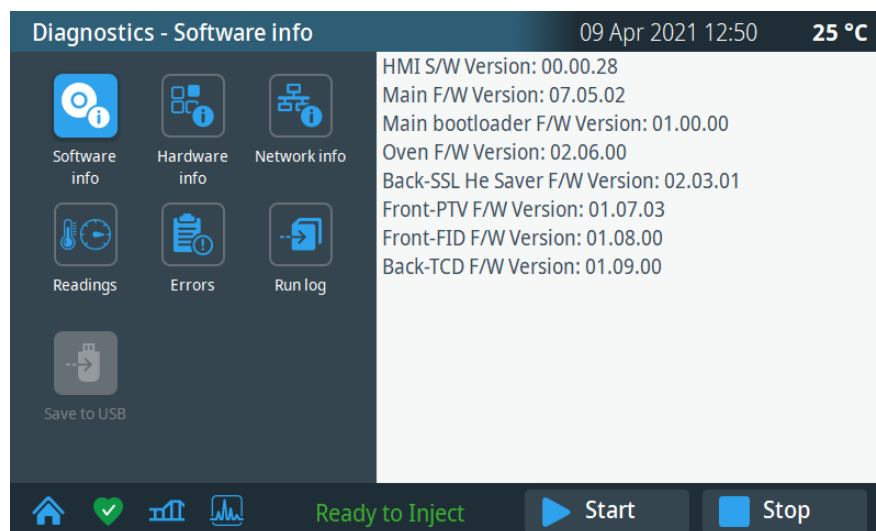 Diagnostics - Software info
09 Apr 2021 12:50
25 °C
Software
info
Hardware
info
Network info
Readings
Errors
Run log
Save to USB
HMI S/W Version: 00.00.28
Main F/W Version: 07.05.02
Main bootloader F/W Version: 01.00.00
Oven F/W Version: 02.06.00
Back-SSL He Saver F/W Version: 02.03.01
Front-PTV F/W Version: 01.07.03
Front-FID F/W Version: 01.08.00
Back-TCD F/W Version: 01.09.00
Ready to Inject
Start
Stop